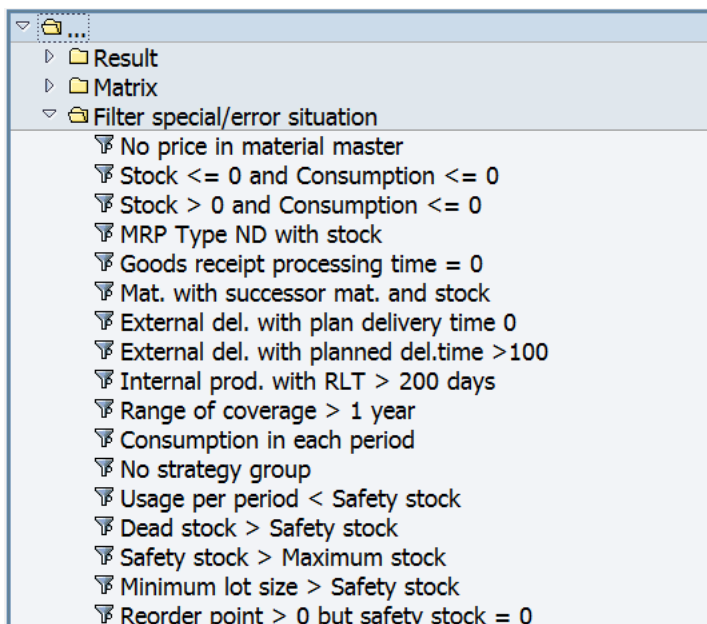 ...
Result
Matrix
Filter special/error situation
No price in material master
Stock <= 0 and Consumption <= 0
Stock > 0 and Consumption <= 0
MRP Type ND with stock
Goods receipt processing time = 0
Mat. with successor mat. and stock
External del. with plan delivery time 0
External del. with planned del.time >100
Internal prod. with RLT > 200 days
Range of coverage > 1 year
Consumption in each period
No strategy group
Usage per period < Safety stock
Dead stock > Safety stock
Safety stock > Maximum stock
Minimum lot size > Safety stock
Reorder point > 0 but safety stock = 0